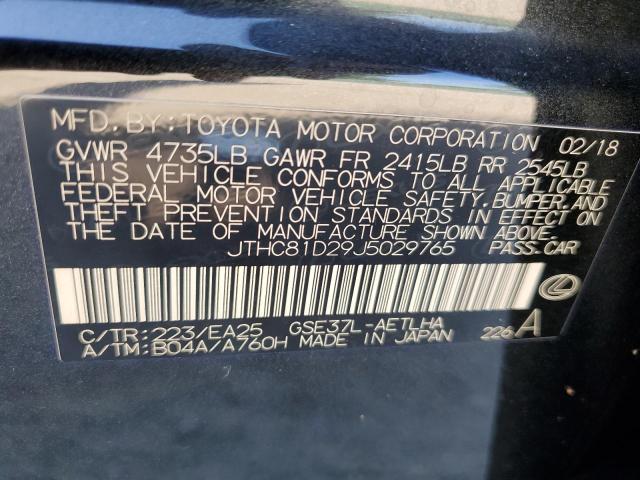 MFD. BY: TOYOTA MOTOR CORPORATION 02/18
GVWR 4735LB GAWR FR 2415LB RR 2545LB
THIS VEHICLE CONFORMS TO ALL APPLICABLE
FEDERAL MOTOR VEHICLE SAFETY, BUMPER, AND
THEFT PREVENTION STANDARDS IN EFFECT ON
THE DATE OF MANUFACTURE SHOWN ABOVE.
JTHC81D29J5029765 PASS-CAR
C/TR: 223/EA25 GSE37L-AETLHA
A/TM: B04A/A760H MADE IN JAPAN 226A